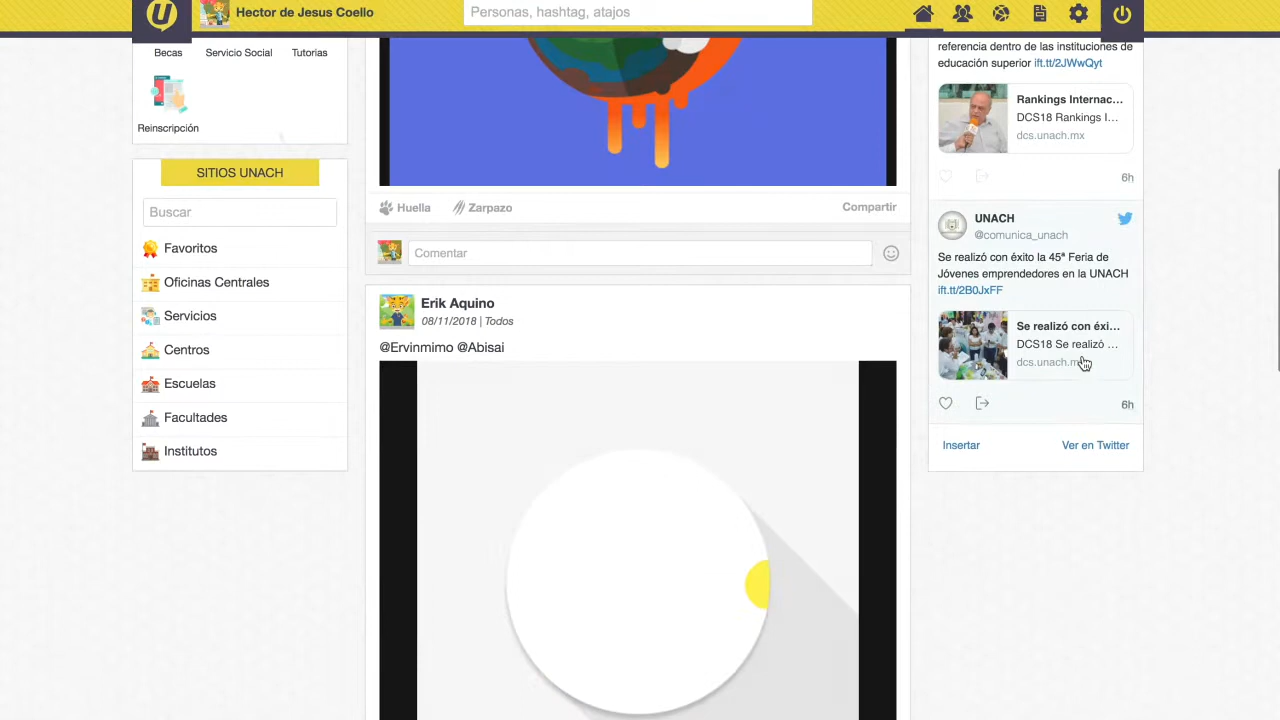 U
Hector de Jesus Coello
Personas, hashtag, atajos
Becas
Servicio Social
Tutorias
Reinscripción
SITIOS UNACH
Buscar
Favoritos
Oficinas Centrales
Servicios
Centros
Escuelas
Facultades
Institutos
Huella
Zarpazo
Compartir
Comentar
Erik Aquino
08/11/2018 | Todos
@Ervinmimo @Abisai
referencia dentro de las instituciones de
educación superior ift.tt/2JWwQyt
Rankings Internac...
DCS18 Rankings I...
dcs.unach.mx
6h
UNACH
@comunica_unach
Se realizó con éxito la 45ª Feria de
Jóvenes emprendedores en la UNACH
ift.tt/2B0JxFF
Se realizó con éxi...
DCS18 Se realizó ...
dcs.unach.m
6h
Insertar
Ver en Twitter